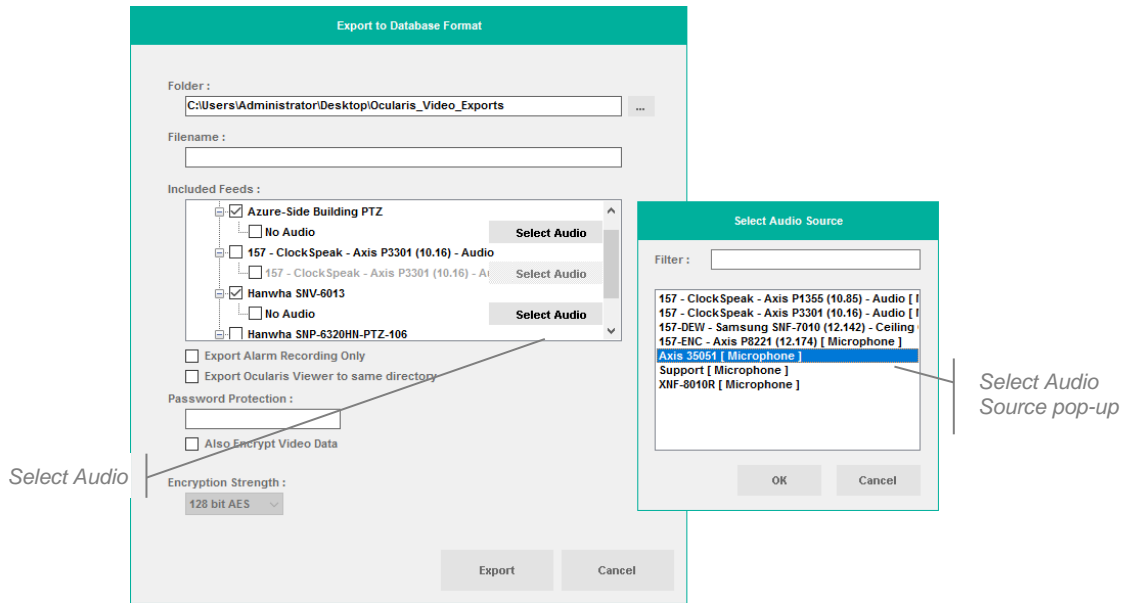 Export to Database Format
Folder :
C:\Users\Administrator\Desktop\Ocularis_Video_Exports
...
Filename :
Included Feeds :
Azure-Side Building PTZ
No Audio
Select Audio
157 - ClockSpeak - Axis P3301 (10.16) - Audio
157 - ClockSpeak - Axis P3301 (10.16) - Au
Select Audio
Hanwha SNV-6013
No Audio
Select Audio
Hanwha SNP-6320HN-PTZ-106
Export Alarm Recording Only
Export Ocularis Viewer to same directory
Password Protection :
Also Encrypt Video Data
Encryption Strength :
128 bit AES
Export
Cancel
Select Audio
Select Audio Source
Filter :
157 - ClockSpeak - Axis P1355 (10.85) - Audio [
157 - ClockSpeak - Axis P3301 (10.16) - Audio [
157-DEW - Samsung SNF-7010 (12.142) - Ceiling
157-ENC - Axis P8221 (12.174) [ Microphone ]
Axis 35051 [ Microphone ]
Support [ Microphone ]
XNF-8010R [ Microphone ]
OK
Cancel
Select Audio
Source pop-up